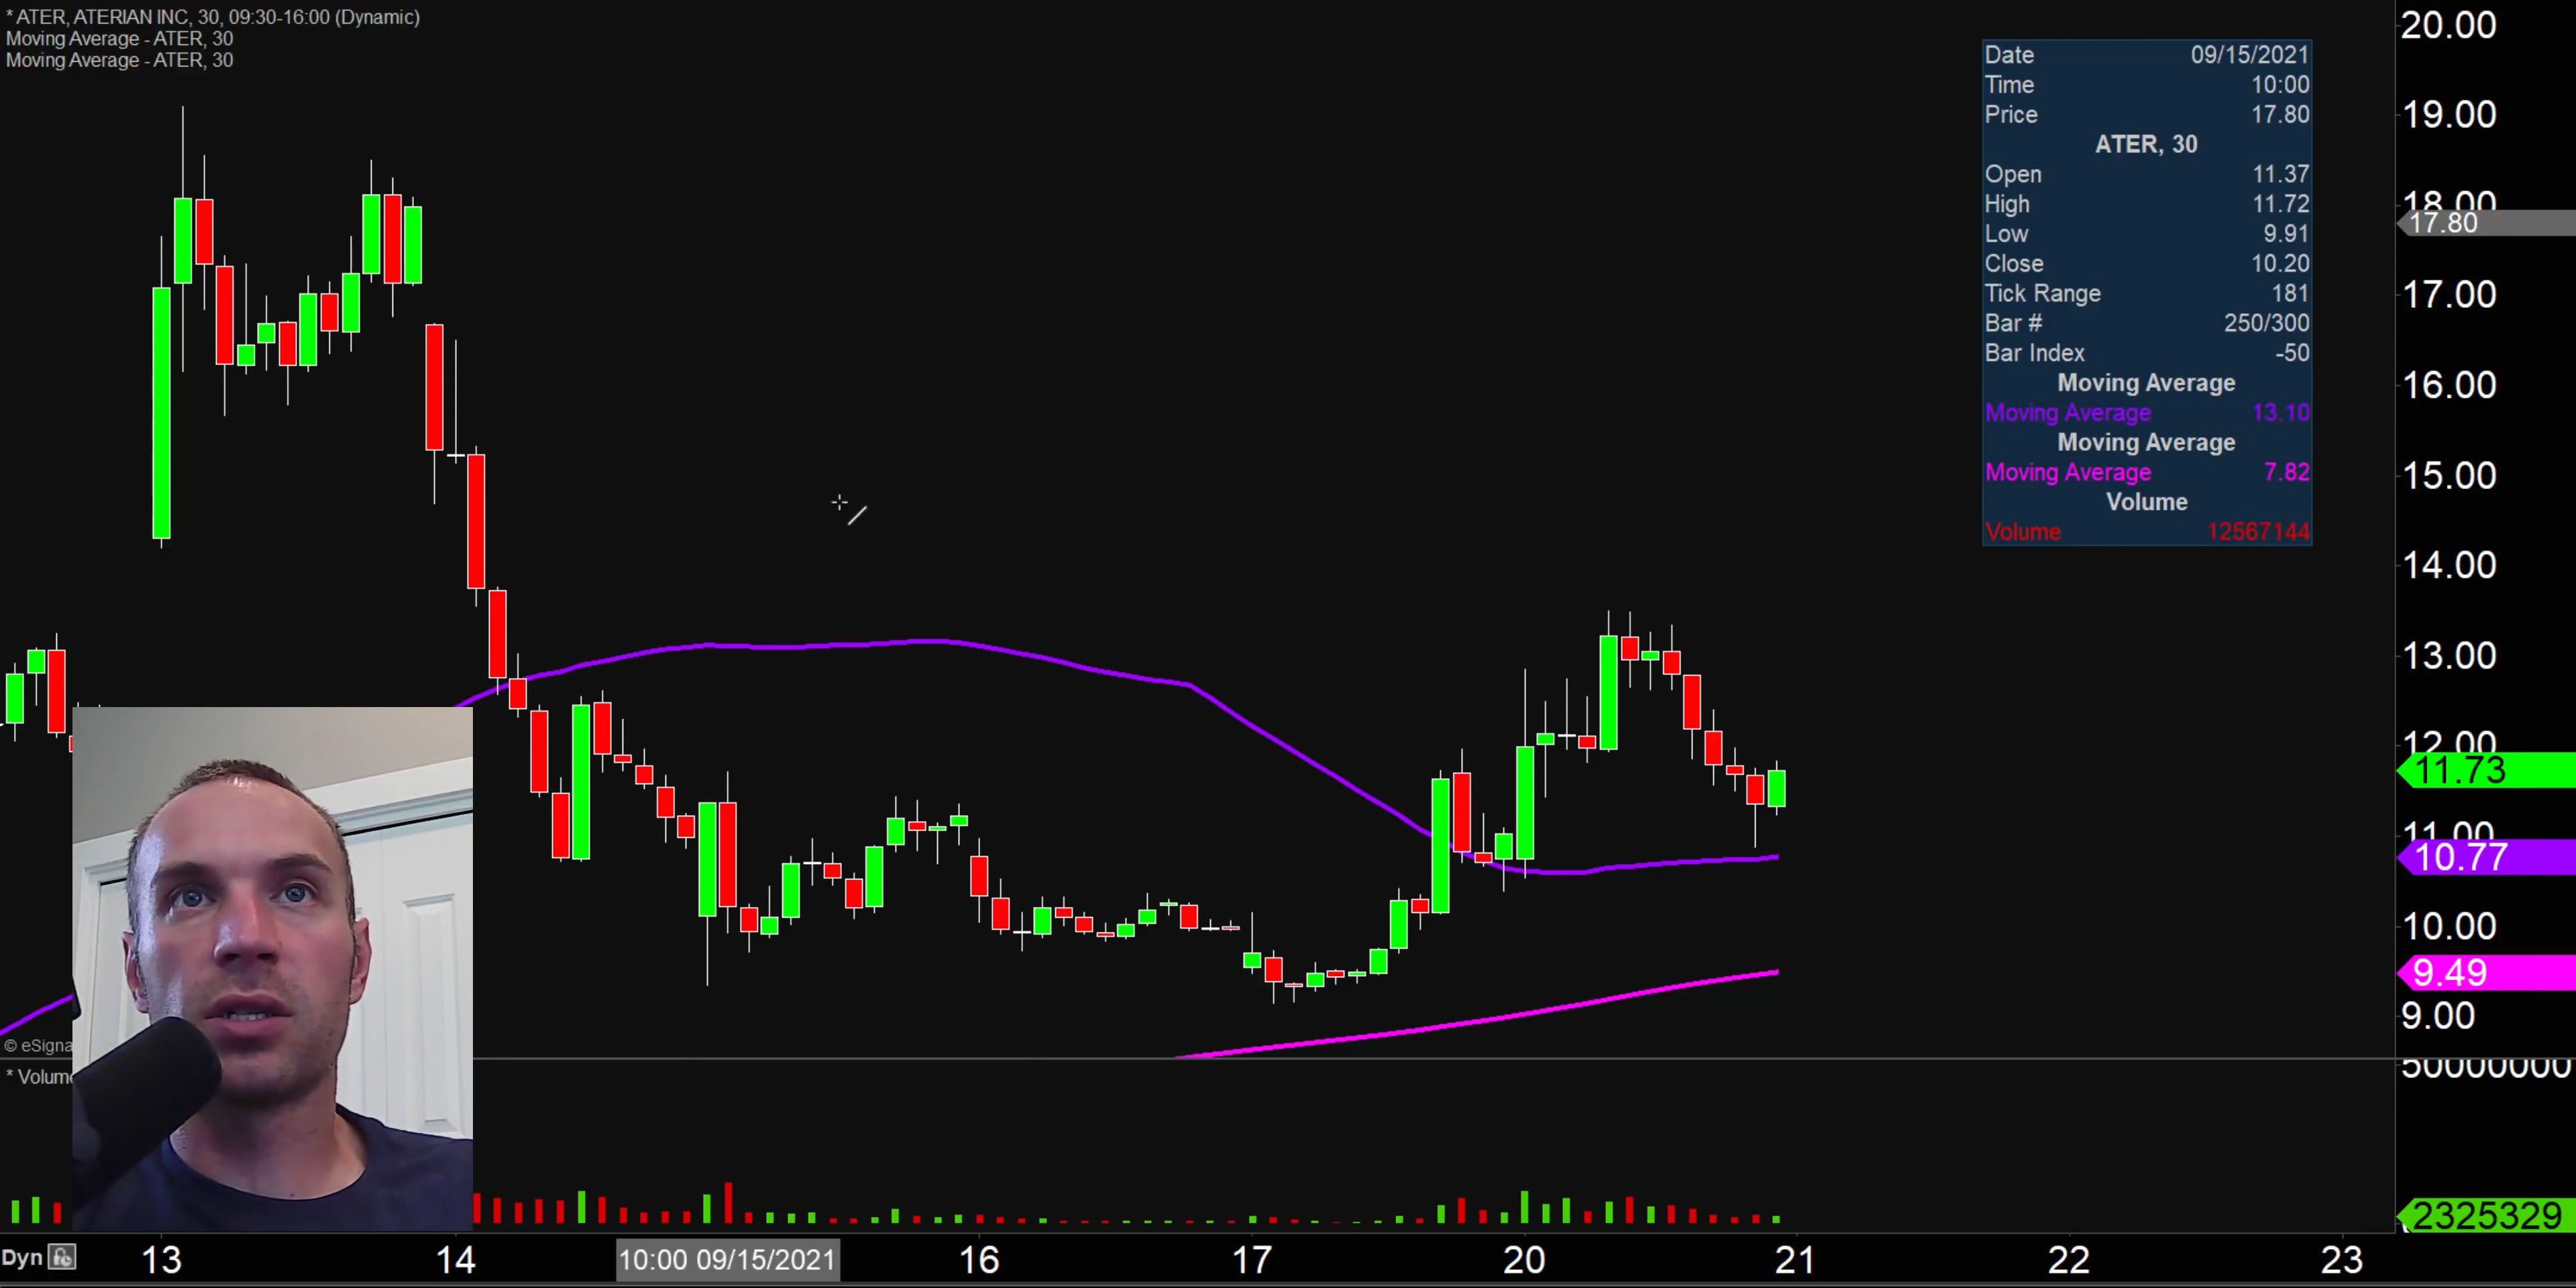 * ATER, ATERIAN INC, 30, 09:30-16:00 (Dynamic)
Moving Average - ATER, 30
Moving Average - ATER, 30
Date 09/15/2021
Time 10:00
Price 17.80
ATER, 30
Open 11.37
High 11.72
Low 9.91
Close 10.20
Tick Range 181
Bar # 250/300
Bar Index -50
Moving Average
Moving Average 13.10
Moving Average
Moving Average 7.82
Volume
Volume 12567144
20.00
19.00
18.00
17.80
17.00
16.00
15.00
14.00
13.00
12.00
11.73
11.00
10.77
10.00
9.49
9.00
© eSigna
* Volum
50000000
2325329
Dyn 13 14 10:00 09/15/2021 16 17 20 21 22 23